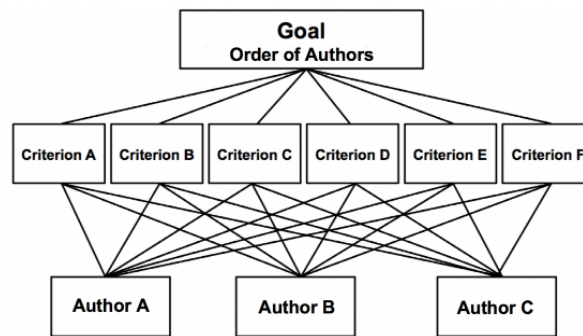 Goal
Order of Authors
Criterion A
Criterion B
Criterion C
Criterion D
Criterion E
Criterion F
Author A
Author B
Author C